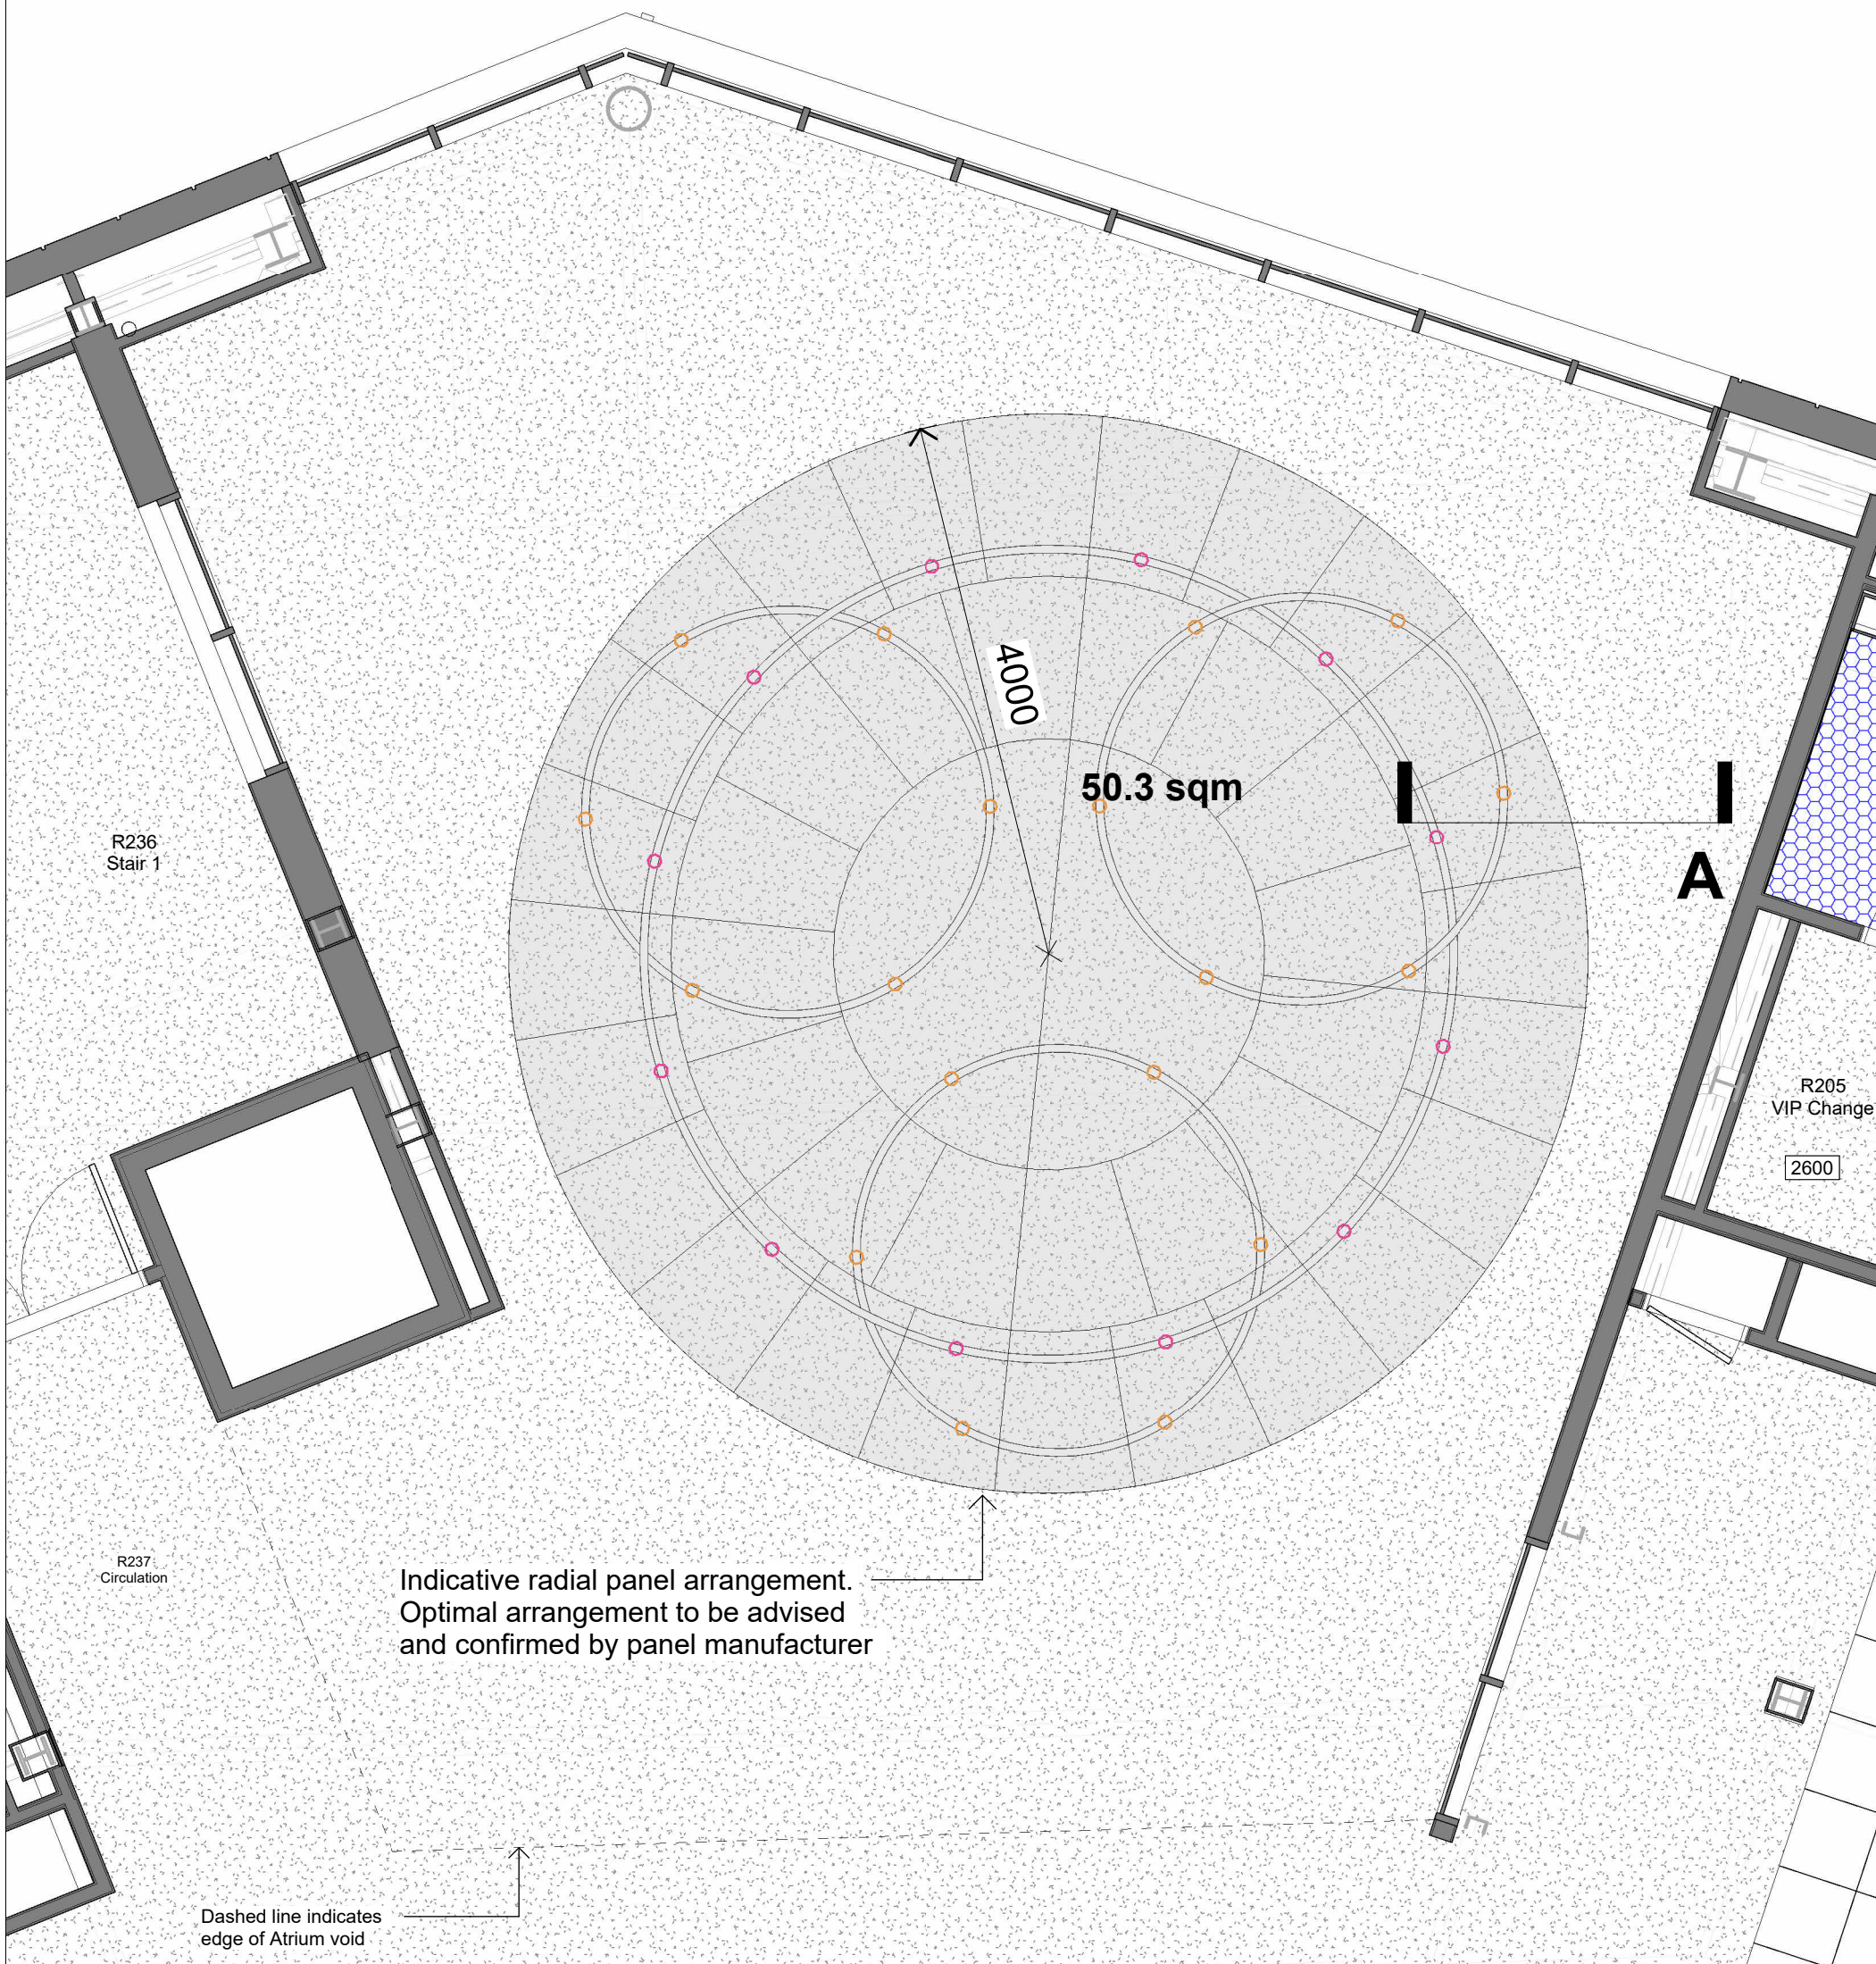 4000
50.3 sqm
A
R236
Stair 1
R205
VIP Change
2600
R237
Circulation
Indicative radial panel arrangement.
Optimal arrangement to be advised
and confirmed by panel manufacturer
Dashed line indicates
edge of Atrium void